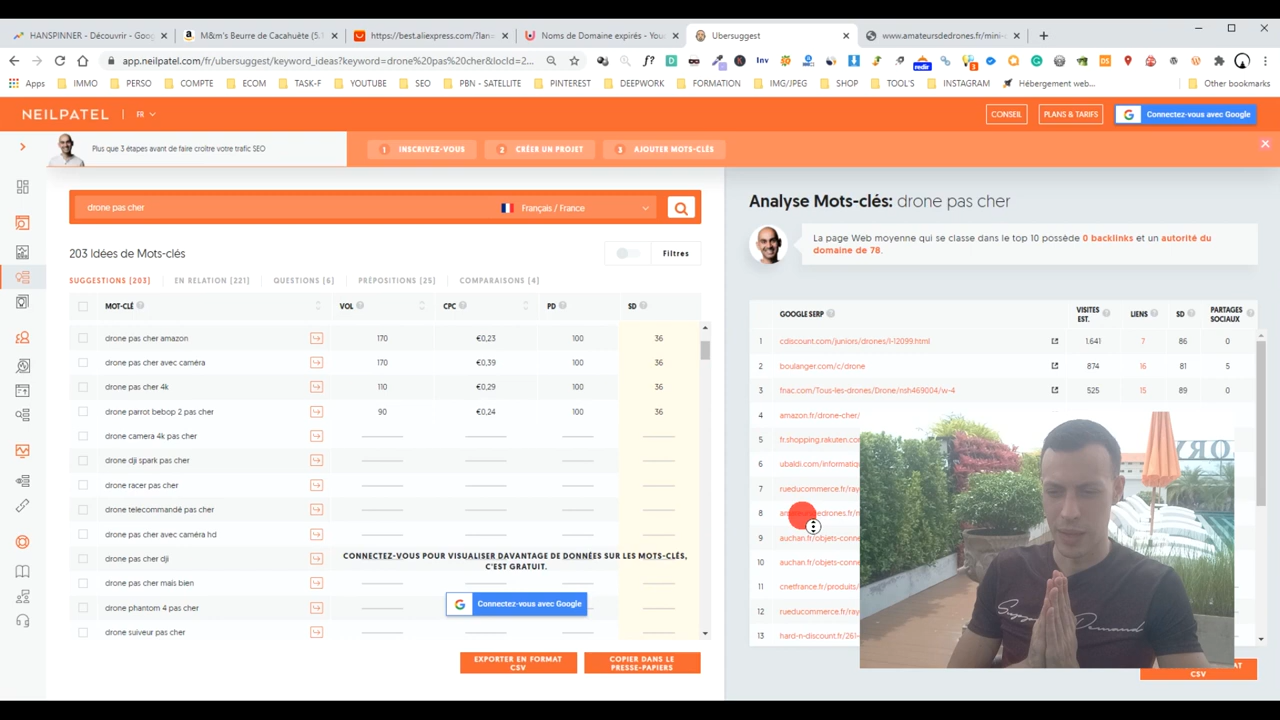 HANSPINNER - Découvrir - Goog
M&m's Beurre de Cacahuète (5.
https://best.aliexpress.com/?lan=
Noms de Domaine expirés - You
Ubersuggest
www.amateursdedrones.fr/mini-
app.neilpatel.com/fr/ubersuggest/keyword_ideas?keyword=drone%20pas%20cher&locId=2...
Apps
IMMO
PERSO
COMPTE
ECOM
TASK-F
YOUTUBE
SEO
PBN - SATELLITE
PINTEREST
DEEPWORK
FORMATION
IMG/JPEG
SHOP
TOOL'S
INSTAGRAM
Hébergement web...
Other bookmarks
NEILPATEL
FR
CONSEIL
PLANS & TARIFS
Connectez-vous avec Google
Plus que 3 étapes avant de faire croître votre trafic SEO
1 INSCRIVEZ-VOUS
2 CRÉER UN PROJET
3 AJOUTER MOTS-CLÉS
drone pas cher
Français / France
203 Idées de Mots-clés
Filtres
SUGGESTIONS [203]
EN RELATION [221]
QUESTIONS [6]
PRÉPOSITIONS [25]
COMPARAISONS [4]
MOT-CLÉ VOL CPC PD SD
drone pas cher amazon 170 €0,23 100 36
drone pas cher avec caméra 170 €0,39 100 36
drone pas cher 4k 110 €0,29 100 36
drone parrot bebop 2 pas cher 90 €0,24 100 36
drone camera 4k pas cher
drone dji spark pas cher
drone racer pas cher
drone telecommandé pas cher
drone pas cher avec caméra hd
drone pas cher dji
drone pas cher mais bien
drone phantom 4 pas cher
drone suiveur pas cher
CONNECTEZ-VOUS POUR VISUALISER DAVANTAGE DE DONNÉES SUR LES MOTS-CLÉS,
C'EST GRATUIT.
Connectez-vous avec Google
EXPORTER EN FORMAT
CSV
COPIER DANS LE
PRESSE-PAPIERS
Analyse Mots-clés: drone pas cher
La page Web moyenne qui se classe dans le top 10 possède 0 backlinks et un autorité du
domaine de 78.
GOOGLE SERP
VISITES
EST.
LIENS
SD
PARTAGES
SOCIAUX
1 cdiscount.com/juniors/drones/l-12099.html 1.641 7 86 0
2 boulanger.com/c/drone 874 16 81 5
3 fnac.com/Tous-les-drones/Drone/nsh469004/w-4 525 15 89 0
4 amazon.fr/drone-cher/
5 fr.shopping.rakuten.co
6 ubaldi.com/informatiq
7 rueducommerce.fr/ray
8
9 auchan.fr/objets-conne
10 auchan.fr/objets-conne
11 cnetfrance.fr/produits/
12 rueducommerce.fr/ray
13 hard-n-discount.fr/261-
CSV